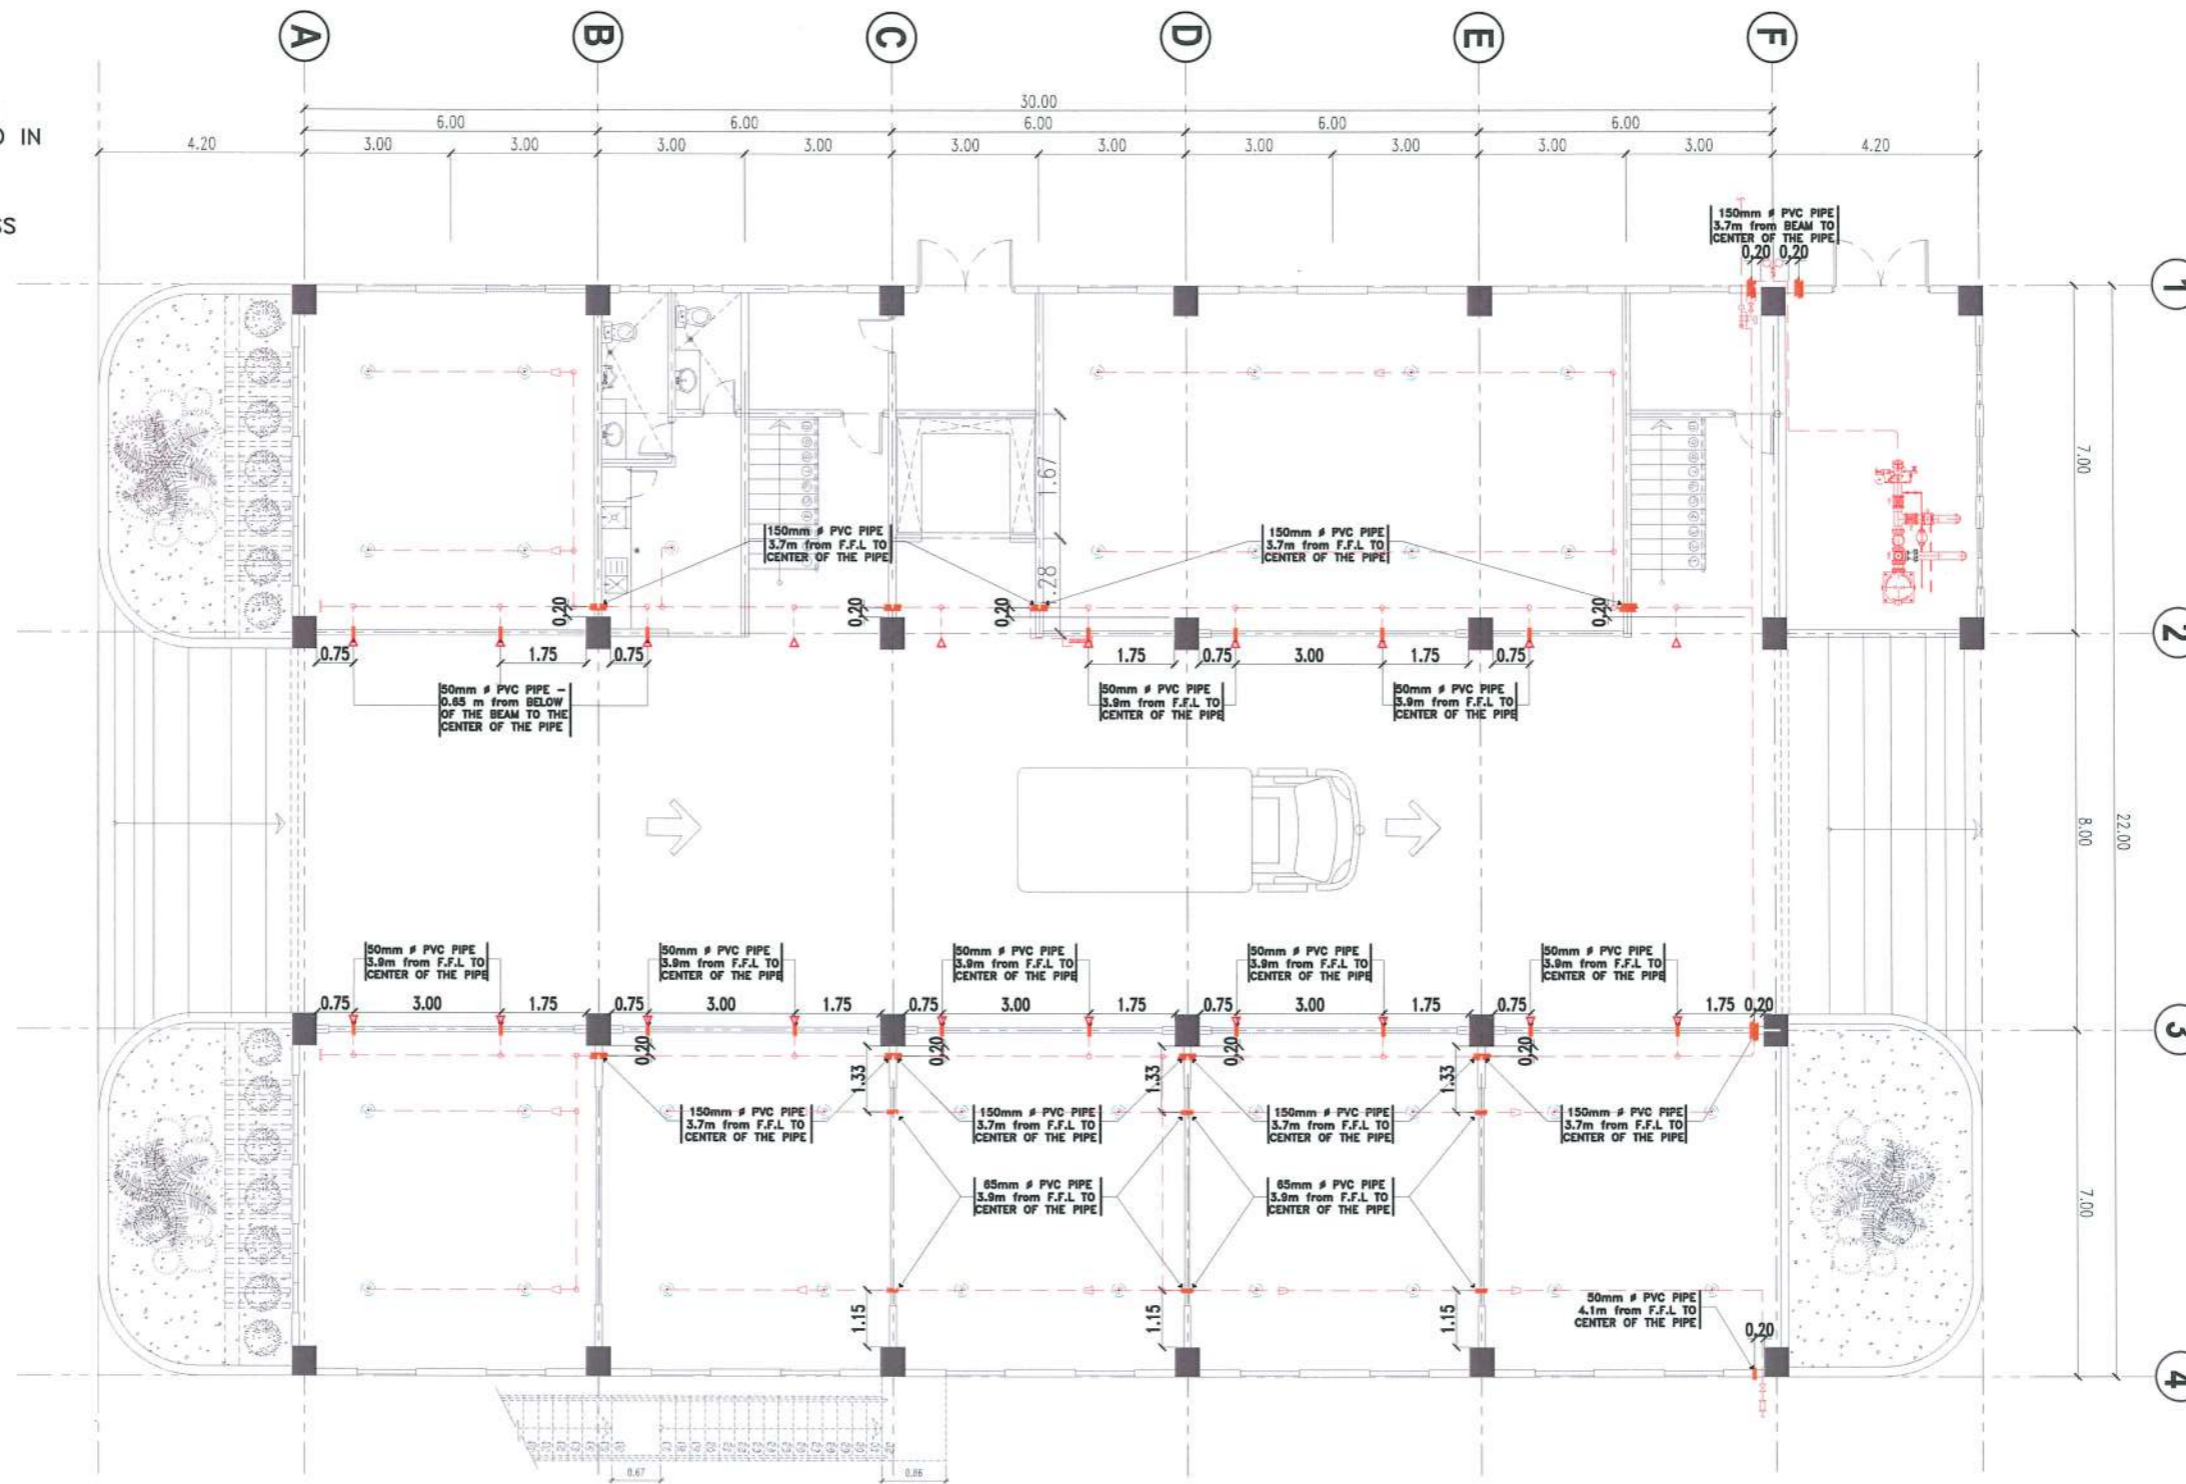 A
B
C
D
E
F
30.00
6.00
6.00
6.00
6.00
6.00
4.20
3.00
3.00
3.00
3.00
3.00
3.00
3.00
3.00
3.00
3.00
4.20
IN
SS
150mm ø PVC PIPE
3.7m from BEAM TO
CENTER OF THE PIPE
0.20
0.20
1
7.00
1.67
150mm ø PVC PIPE
3.7m from F.F.L TO
CENTER OF THE PIPE
150mm ø PVC PIPE
3.7m from F.F.L TO
CENTER OF THE PIPE
.28
0.20
0.20
0.20
0.20
2
0.75
1.75
0.75
1.75
0.75
3.00
1.75
0.75
50mm ø PVC PIPE –
0.65 m from BELOW
OF THE BEAM TO THE
CENTER OF THE PIPE
50mm ø PVC PIPE
3.9m from F.F.L TO
CENTER OF THE PIPE
50mm ø PVC PIPE
3.9m from F.F.L TO
CENTER OF THE PIPE
8.00
22.00
50mm ø PVC PIPE
3.9m from F.F.L TO
CENTER OF THE PIPE
50mm ø PVC PIPE
3.9m from F.F.L TO
CENTER OF THE PIPE
50mm ø PVC PIPE
3.9m from F.F.L TO
CENTER OF THE PIPE
50mm ø PVC PIPE
3.9m from F.F.L TO
CENTER OF THE PIPE
50mm ø PVC PIPE
3.9m from F.F.L TO
CENTER OF THE PIPE
0.75
3.00
1.75
0.75
3.00
1.75
0.75
3.00
1.75
0.75
3.00
1.75
0.75
1.75
0.20
3
0.20
1.33
0.20
1.33
0.20
1.33
0.20
150mm ø PVC PIPE
3.7m from F.F.L TO
CENTER OF THE PIPE
150mm ø PVC PIPE
3.7m from F.F.L TO
CENTER OF THE PIPE
150mm ø PVC PIPE
3.7m from F.F.L TO
CENTER OF THE PIPE
150mm ø PVC PIPE
3.7m from F.F.L TO
CENTER OF THE PIPE
65mm ø PVC PIPE
3.9m from F.F.L TO
CENTER OF THE PIPE
65mm ø PVC PIPE
3.9m from F.F.L TO
CENTER OF THE PIPE
7.00
1.15
1.15
1.15
50mm ø PVC PIPE
4.1m from F.F.L TO
CENTER OF THE PIPE
0.20
4
0.67
0.86